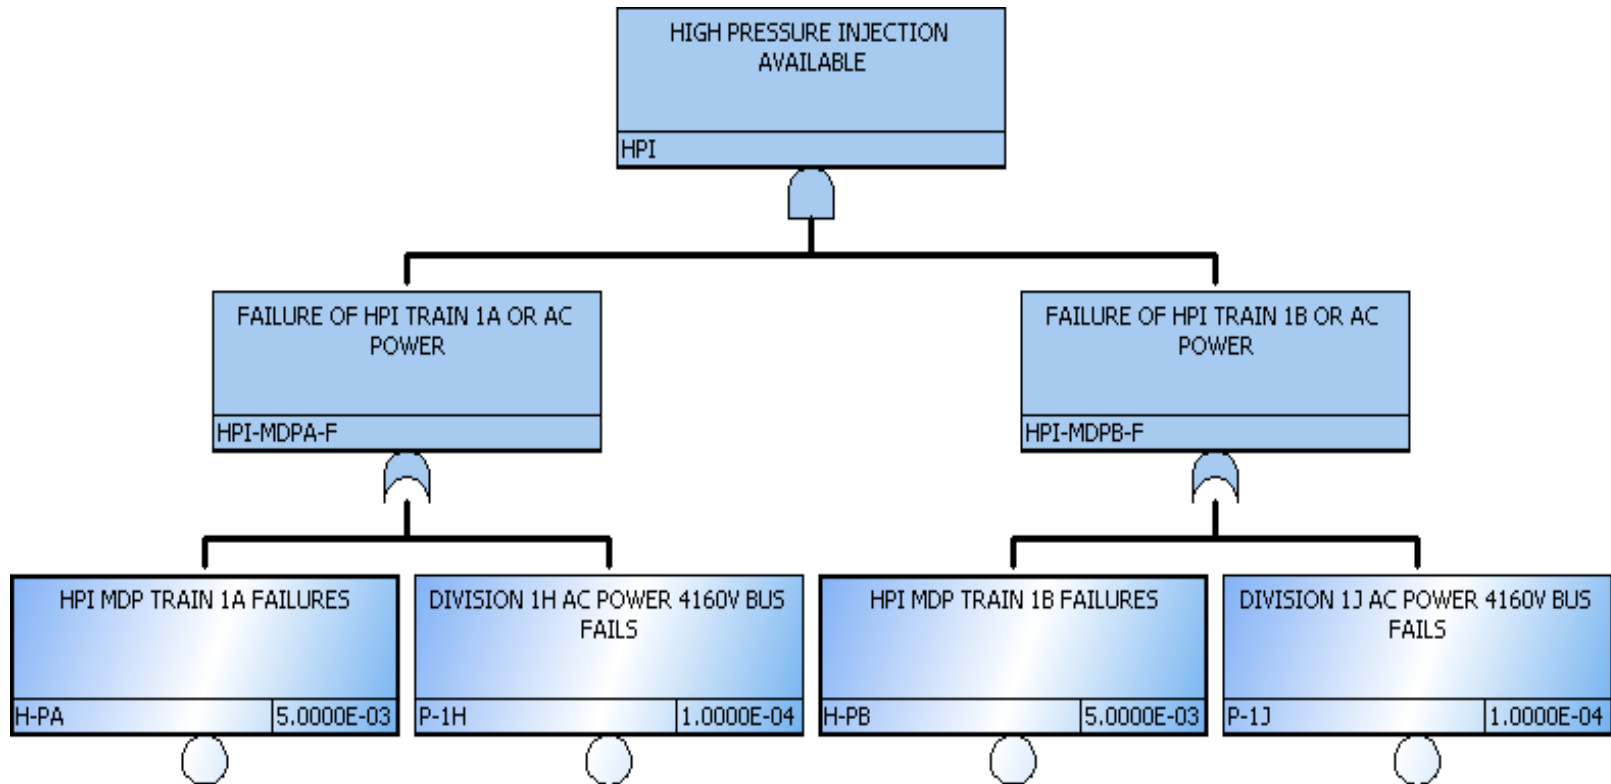 HIGH PRESSURE INJECTION
AVAILABLE
HPI
FAILURE OF HPI TRAIN 1A OR AC
POWER
HPI-MDPA-F
FAILURE OF HPI TRAIN 1B OR AC
POWER
HPI-MDPB-F
HPI MDP TRAIN 1A FAILURES
H-PA 5.0000E-03
DIVISION 1H AC POWER 4160V BUS
FAILS
P-1H 1.0000E-04
HPI MDP TRAIN 1B FAILURES
H-PB 5.0000E-03
DIVISION 1J AC POWER 4160V BUS
FAILS
P-1J 1.0000E-04